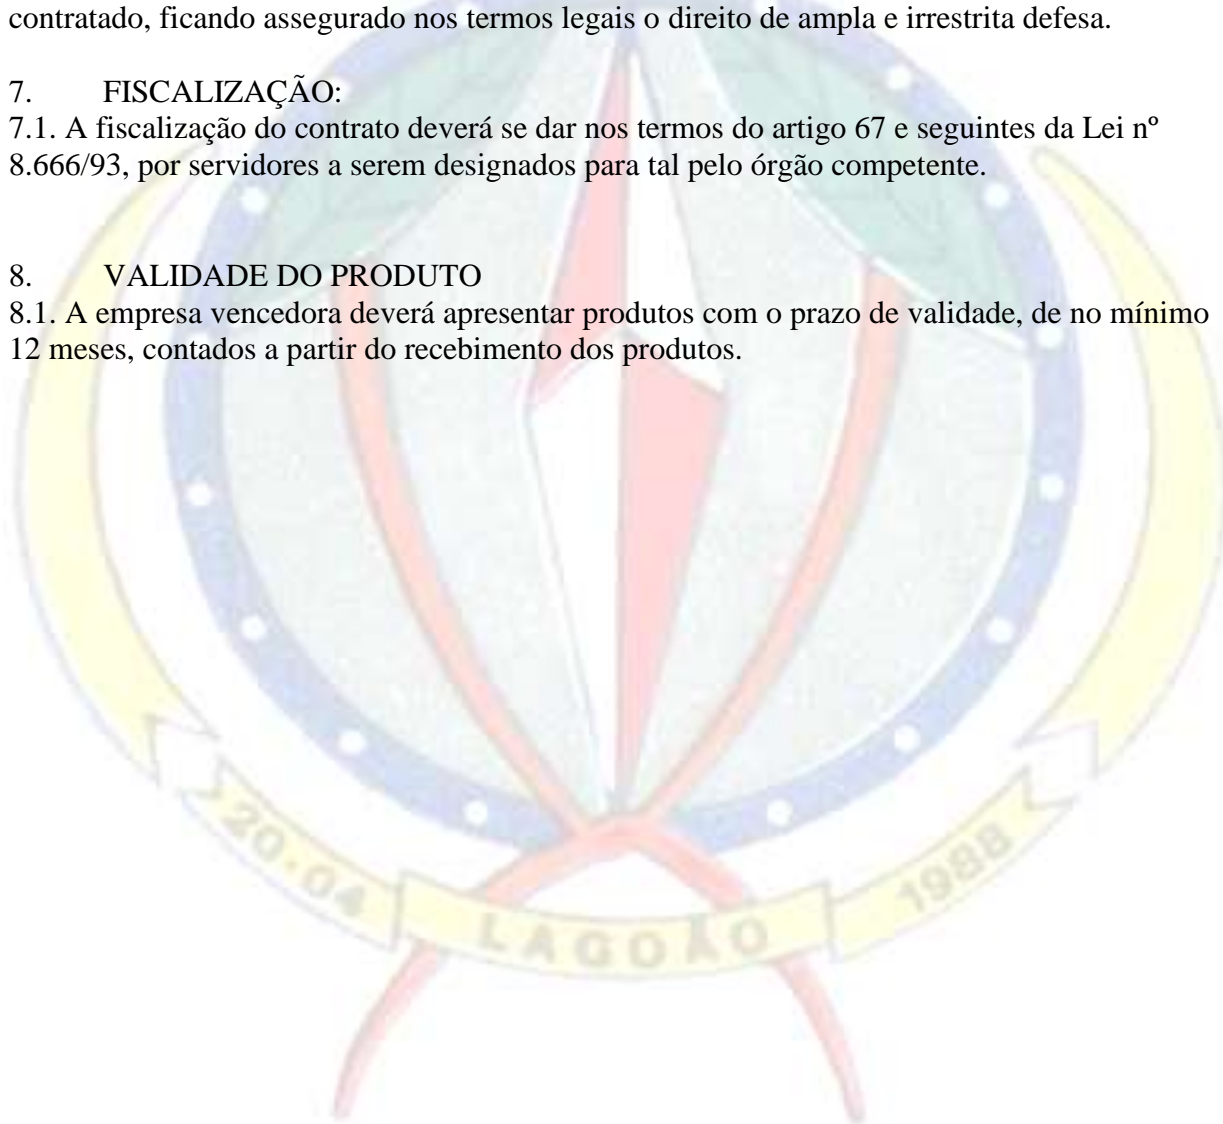 contratado, ficando assegurado nos termos legais o direito de ampla e irrestrita defesa.
7. FISCALIZAÇÃO:
7.1. A fiscalização do contrato deverá se dar nos termos do artigo 67 e seguintes da Lei nº
8.666/93, por servidores a serem designados para tal pelo órgão competente.
8. VALIDADE DO PRODUTO
8.1. A empresa vencedora deverá apresentar produtos com o prazo de validade, de no mínimo
12 meses, contados a partir do recebimento dos produtos.
20.04 LAGOÃO 1988